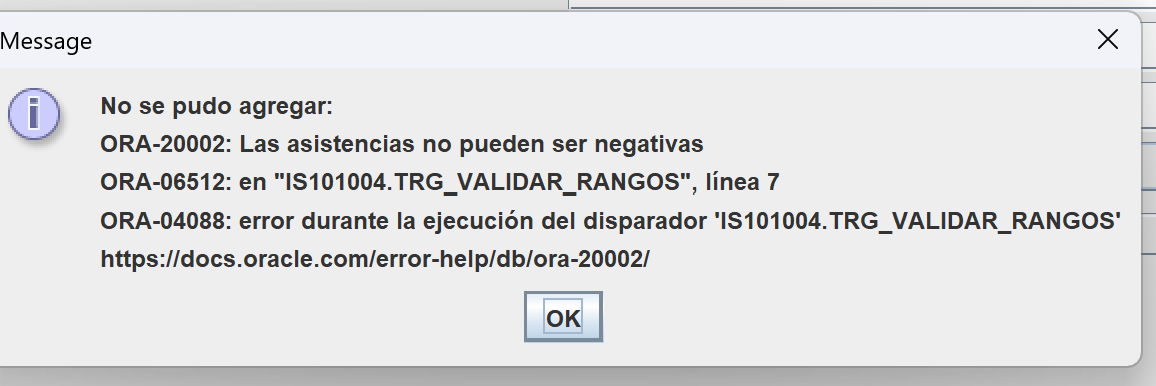 Message
No se pudo agregar:
ORA-20002: Las asistencias no pueden ser negativas
ORA-06512: en "IS101004.TRG_VALIDAR_RANGOS", línea 7
ORA-04088: error durante la ejecución del disparador 'IS101004.TRG_VALIDAR_RANGOS'
https://docs.oracle.com/error-help/db/ora-20002/
OK